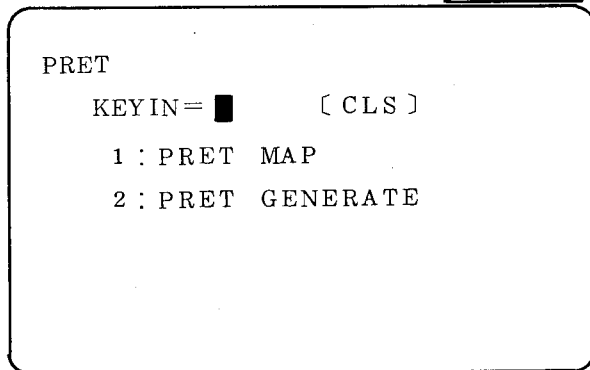 PRET
KEYIN=■ 〔CLS〕
1：PRET MAP
2：PRET GENERATE